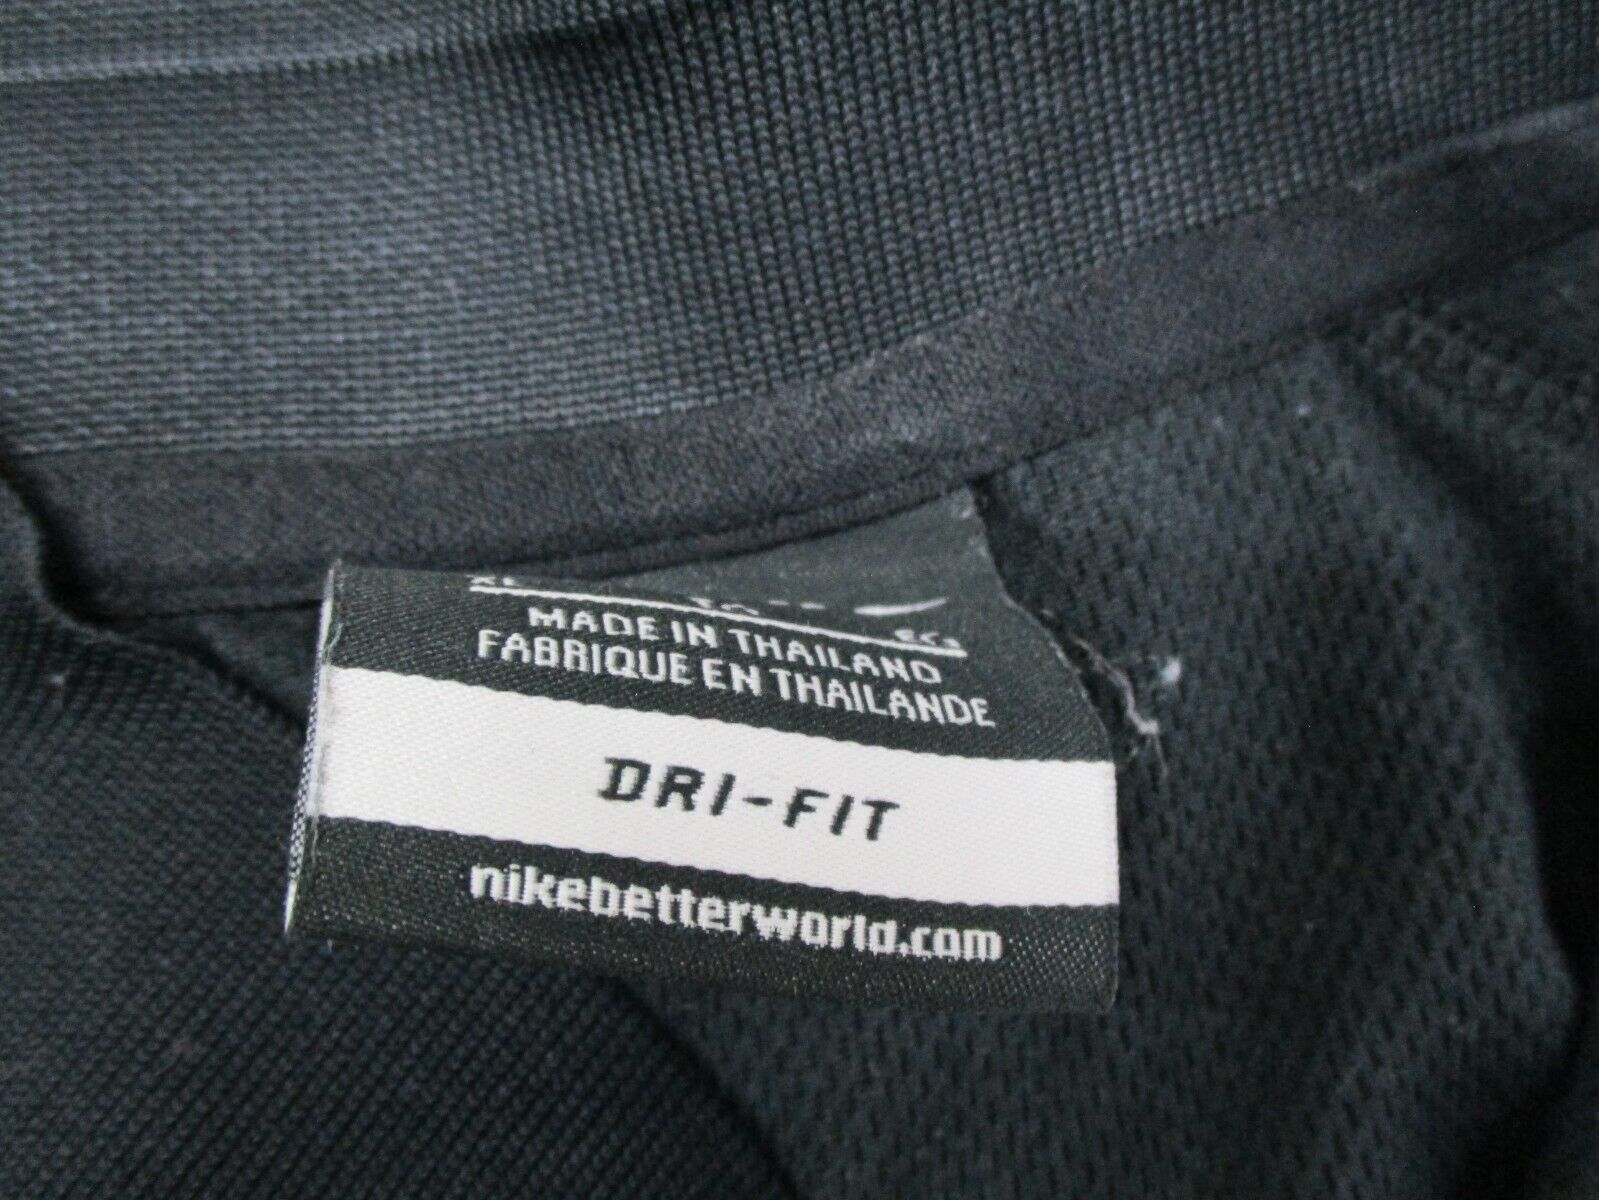 MADE IN THAILAND
FABRIQUE EN THAILANDE
DRI-FIT
nikebetterworld.com